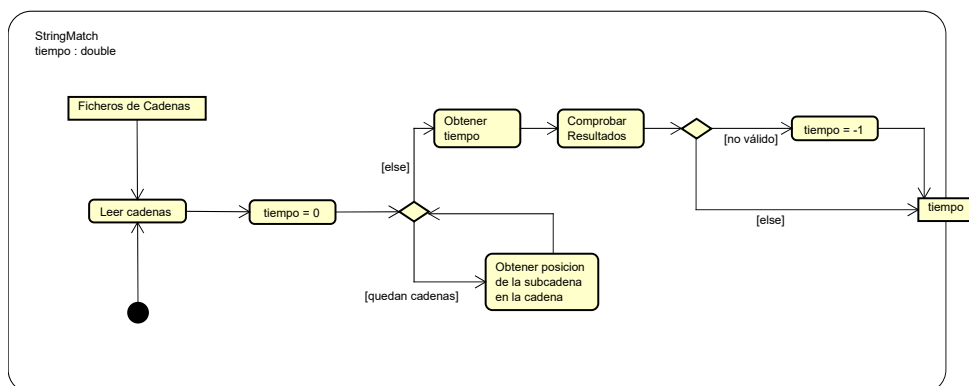 StringMatch
tiempo : double
Ficheros de Cadenas
Obtener
tiempo
Comprobar
Resultados
[no válido]
tiempo = -1
[else]
Leer cadenas
tiempo = 0
tiempo
[else]
Obtener posicion
de la subcadena
en la cadena
[quedan cadenas]